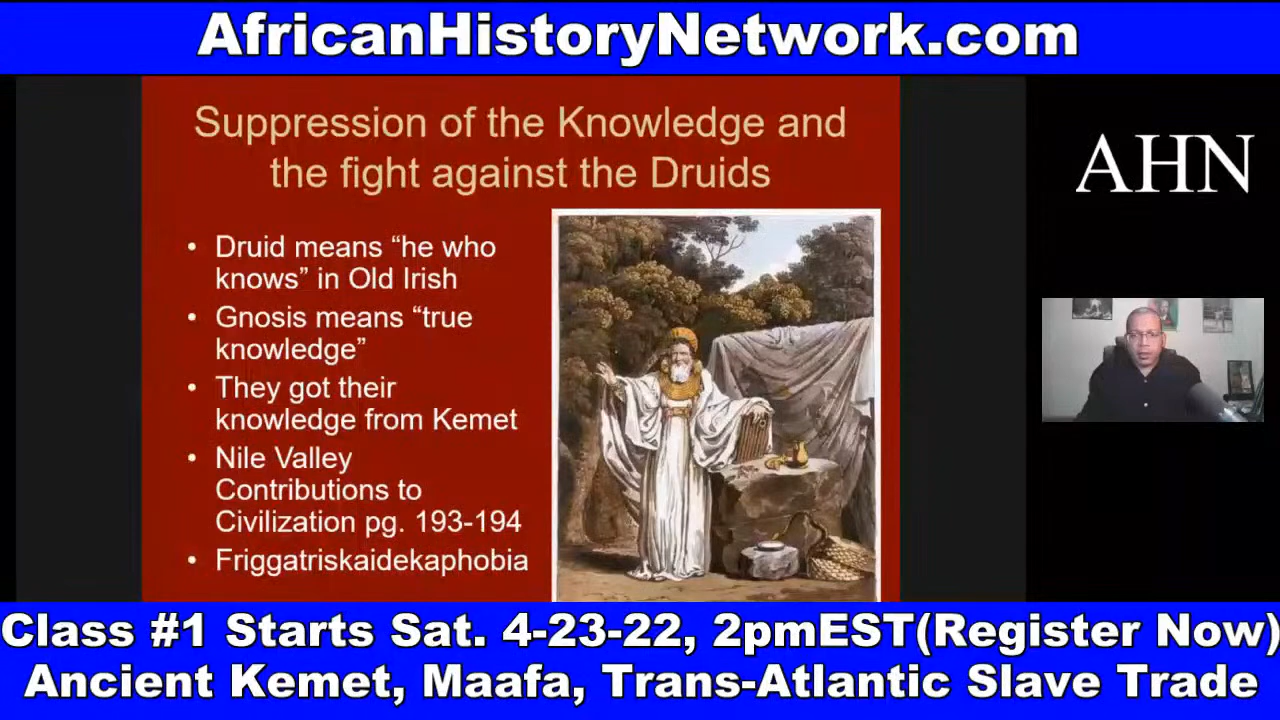 AfricanHistoryNetwork.com
Suppression of the Knowledge and
the fight against the Druids
• Druid means “he who
knows” in Old Irish
• Gnosis means “true
knowledge”
• They got their
knowledge from Kemet
• Nile Valley
Contributions to
Civilization pg. 193-194
• Friggatriskaidekaphobia
AHN
Class #1 Starts Sat. 4-23-22, 2pmEST(Register Now)
Ancient Kemet, Maafa, Trans-Atlantic Slave Trade